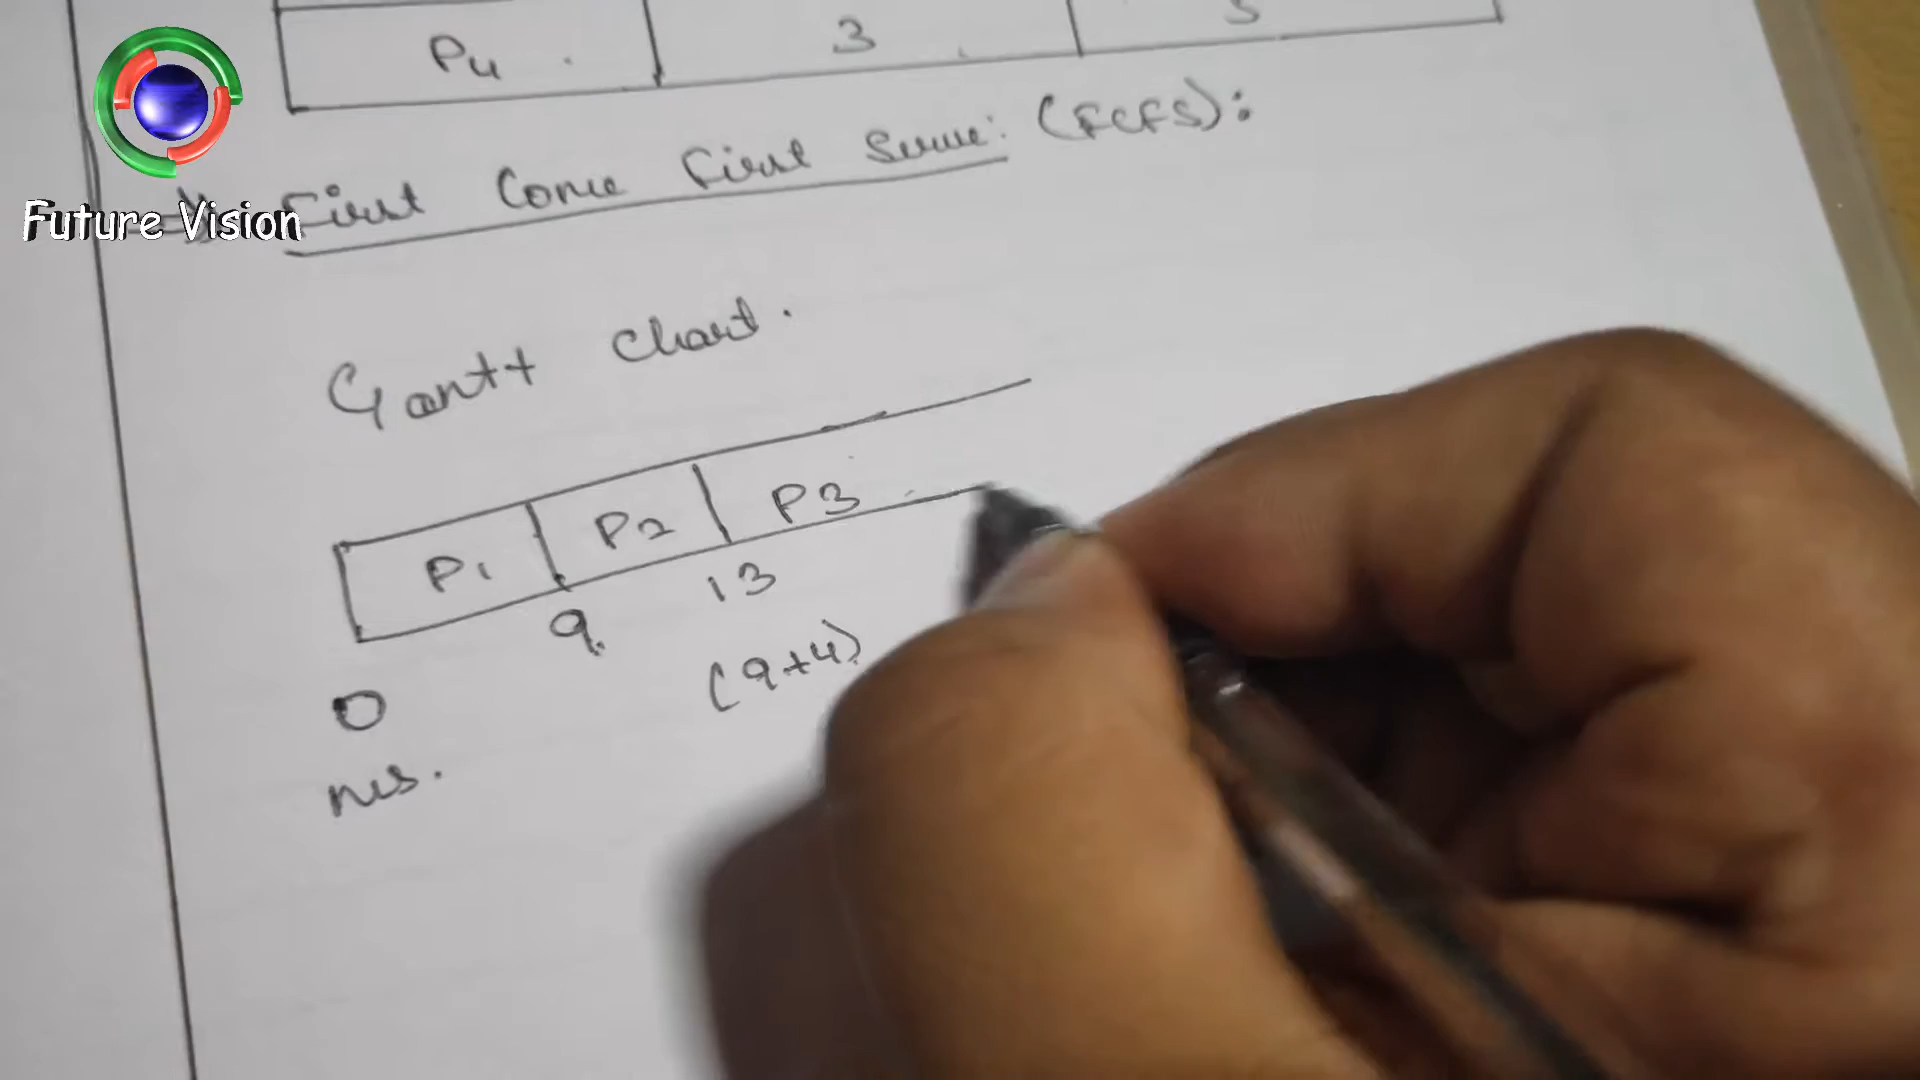 P4 . 3 5
First Come First Serve: (FCFS):
Future Vision
Gantt Chart.
P1 P2 P3
9. 13
0 (9+4)
ms.